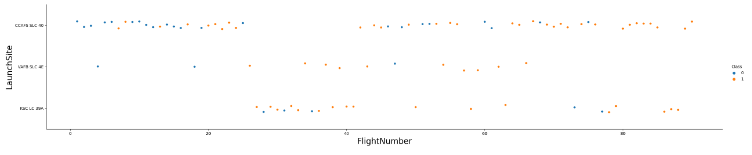 CCAFS SLC 40
VAFB SLC 4E
KSC LC 39A
LaunchSite
0 20 40 60 80
FlightNumber
Class
0
1